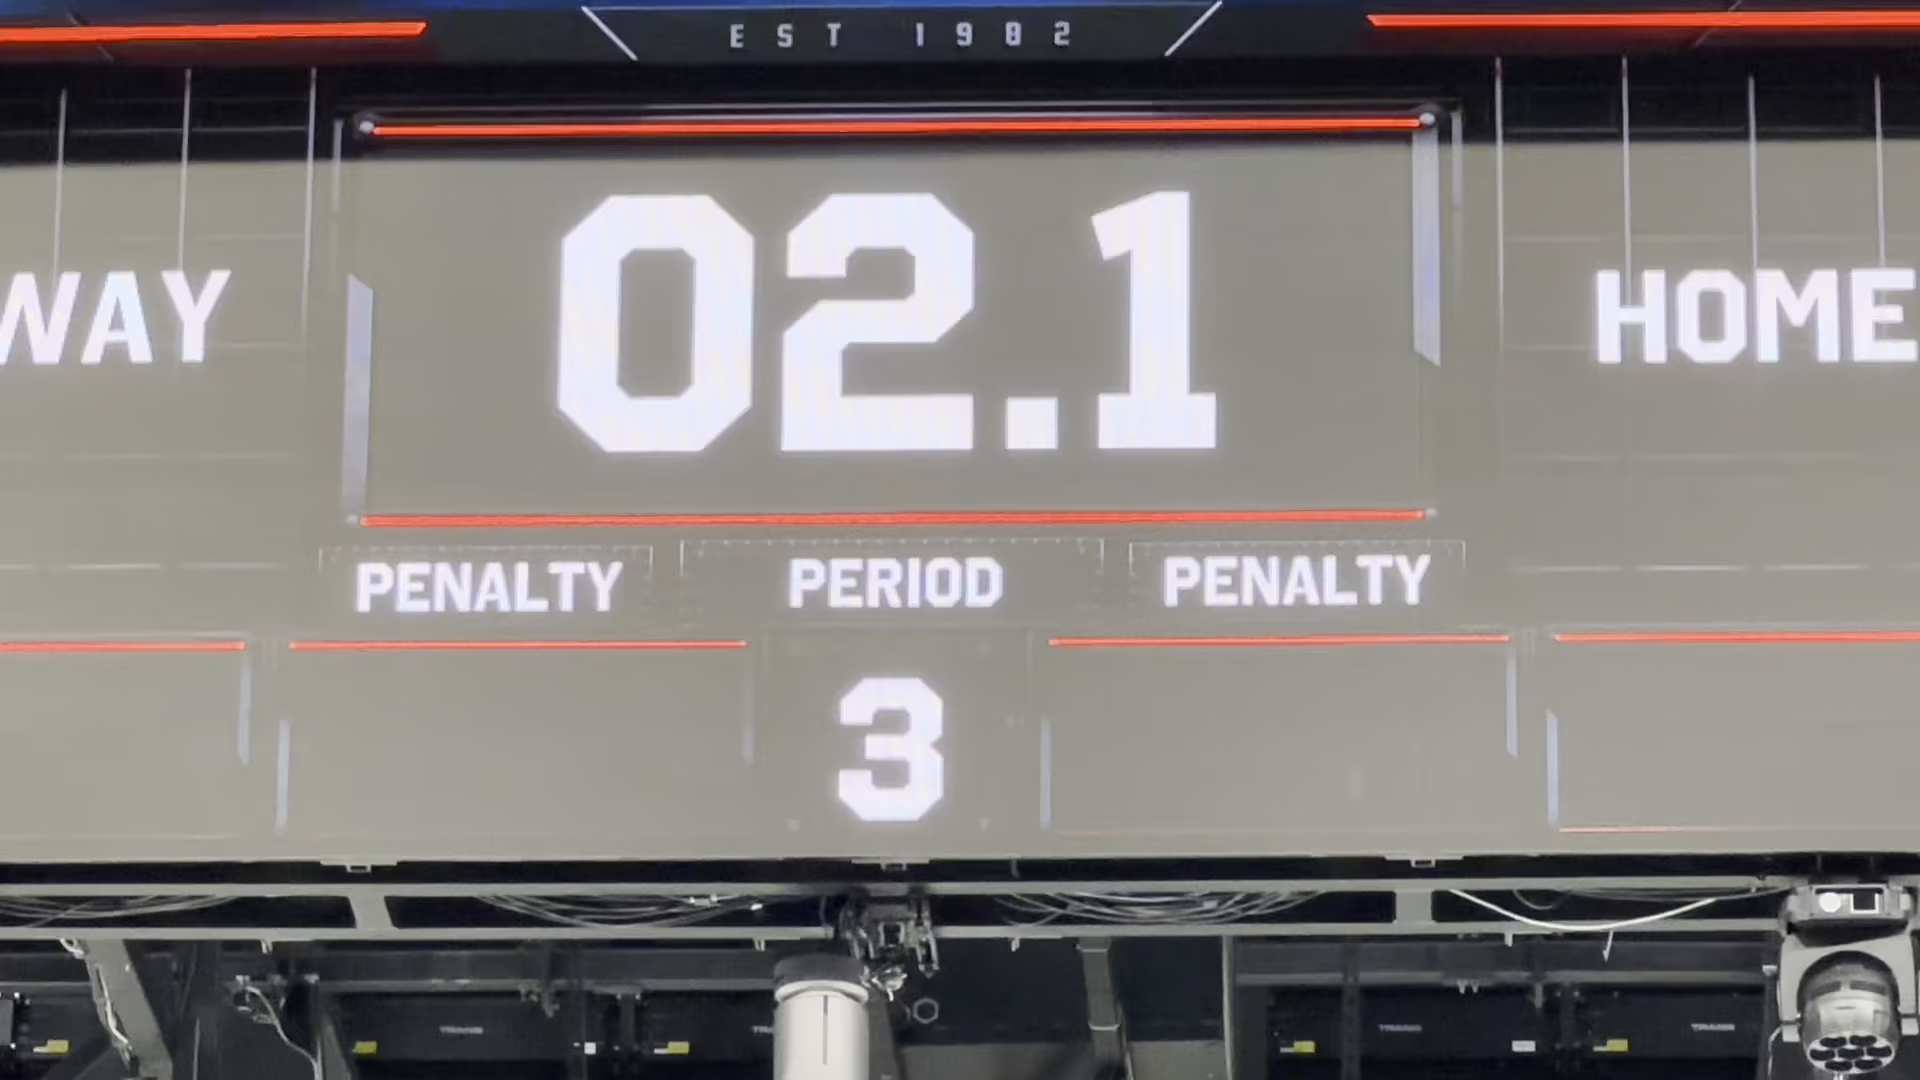 EST 1982
02.1
WAY
HOME
PENALTY
PERIOD
PENALTY
3